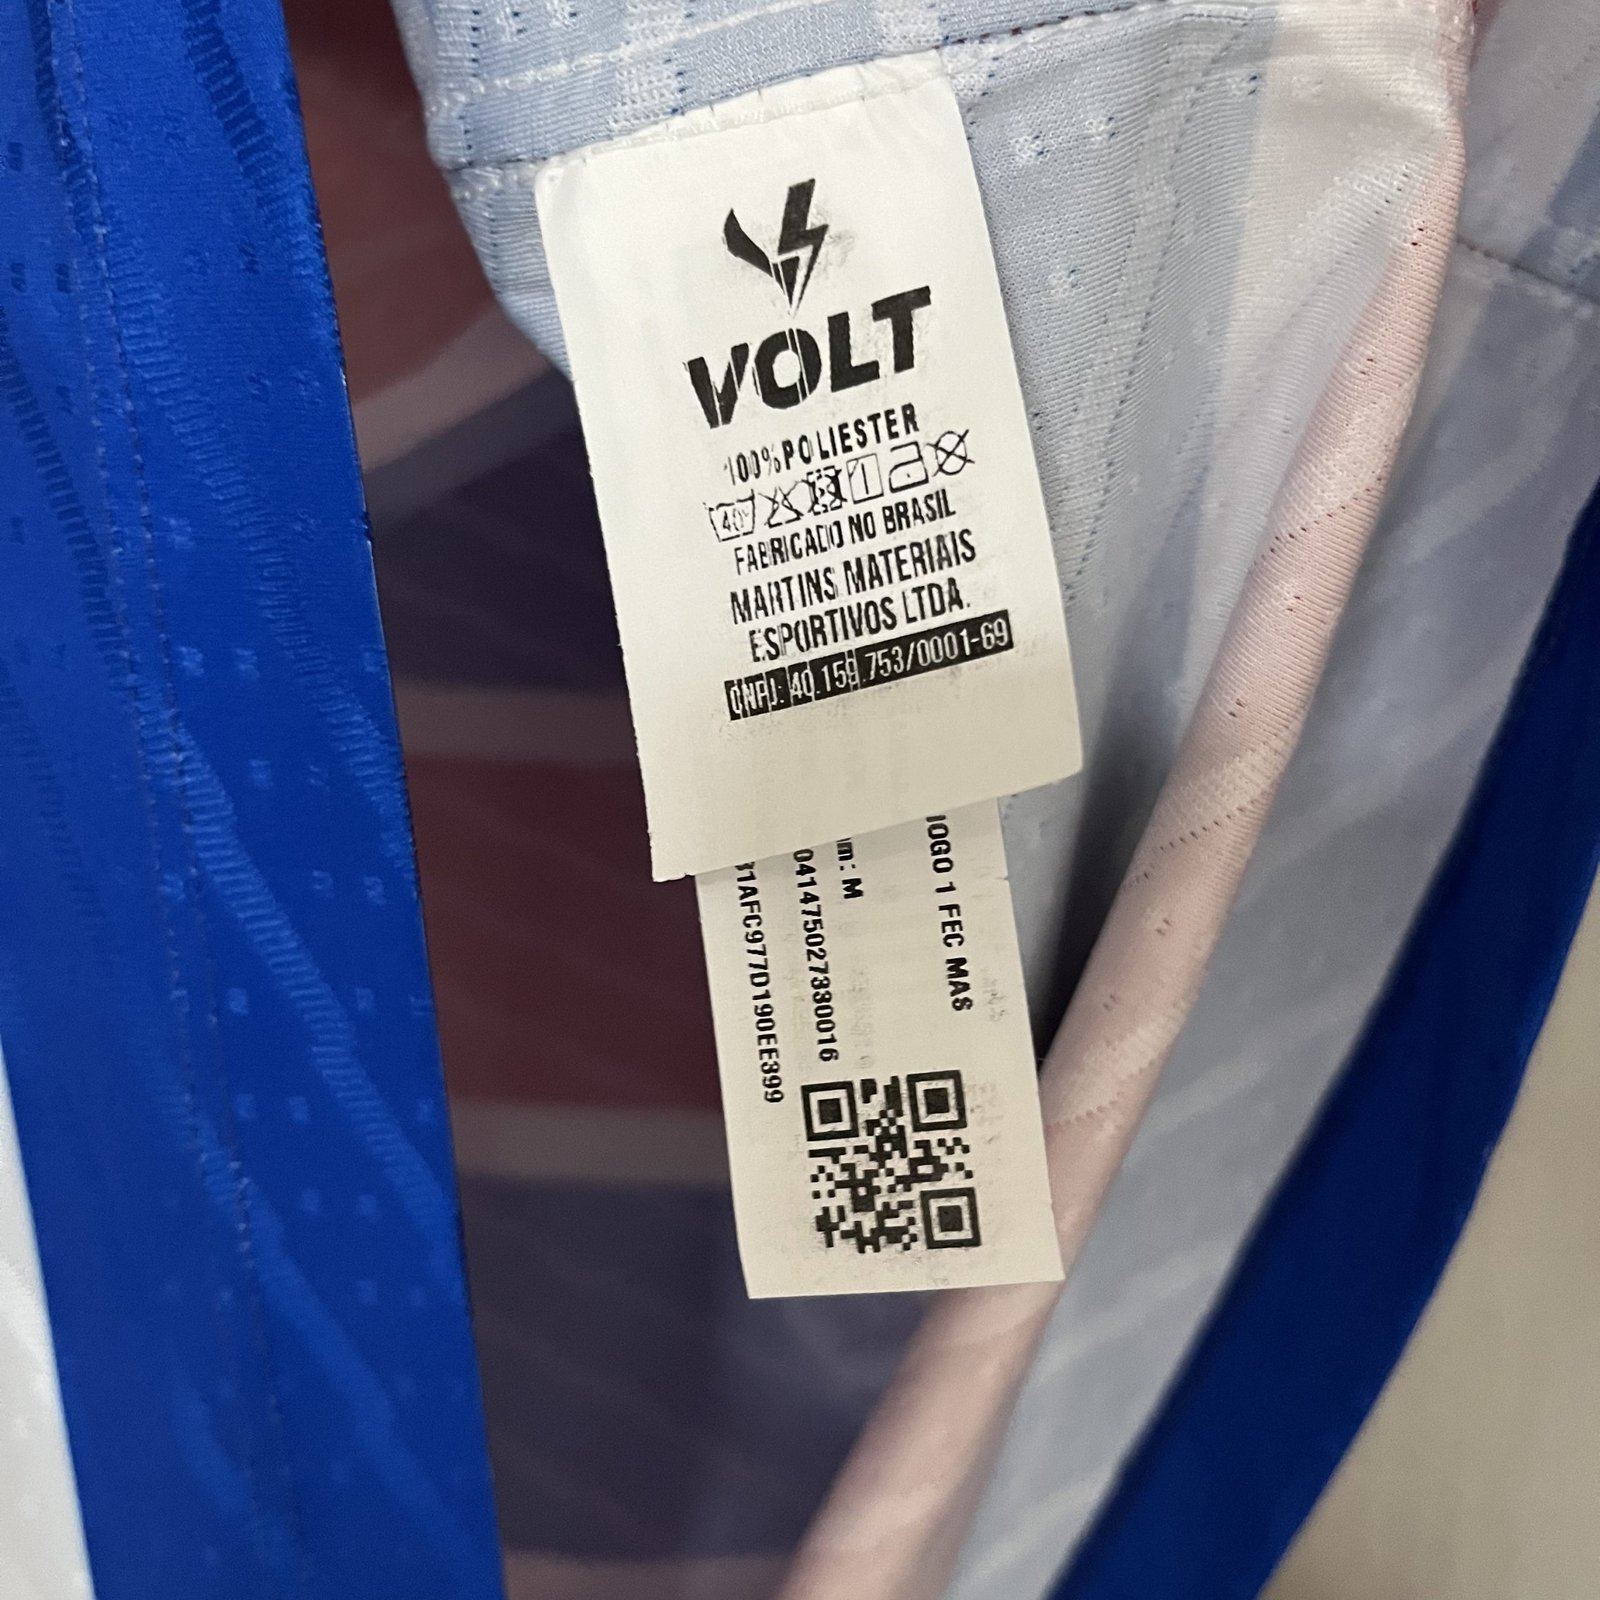 VOLT
100%POLIESTER
40°
FABRICADO NO BRASIL
MARTINS MATERIAIS
ESPORTIVOS LTDA.
CNPJ: 40.159.753/0001-69
JOGO 1 FEC MAS
m: M
041475027330016
31AFC977D190EE399